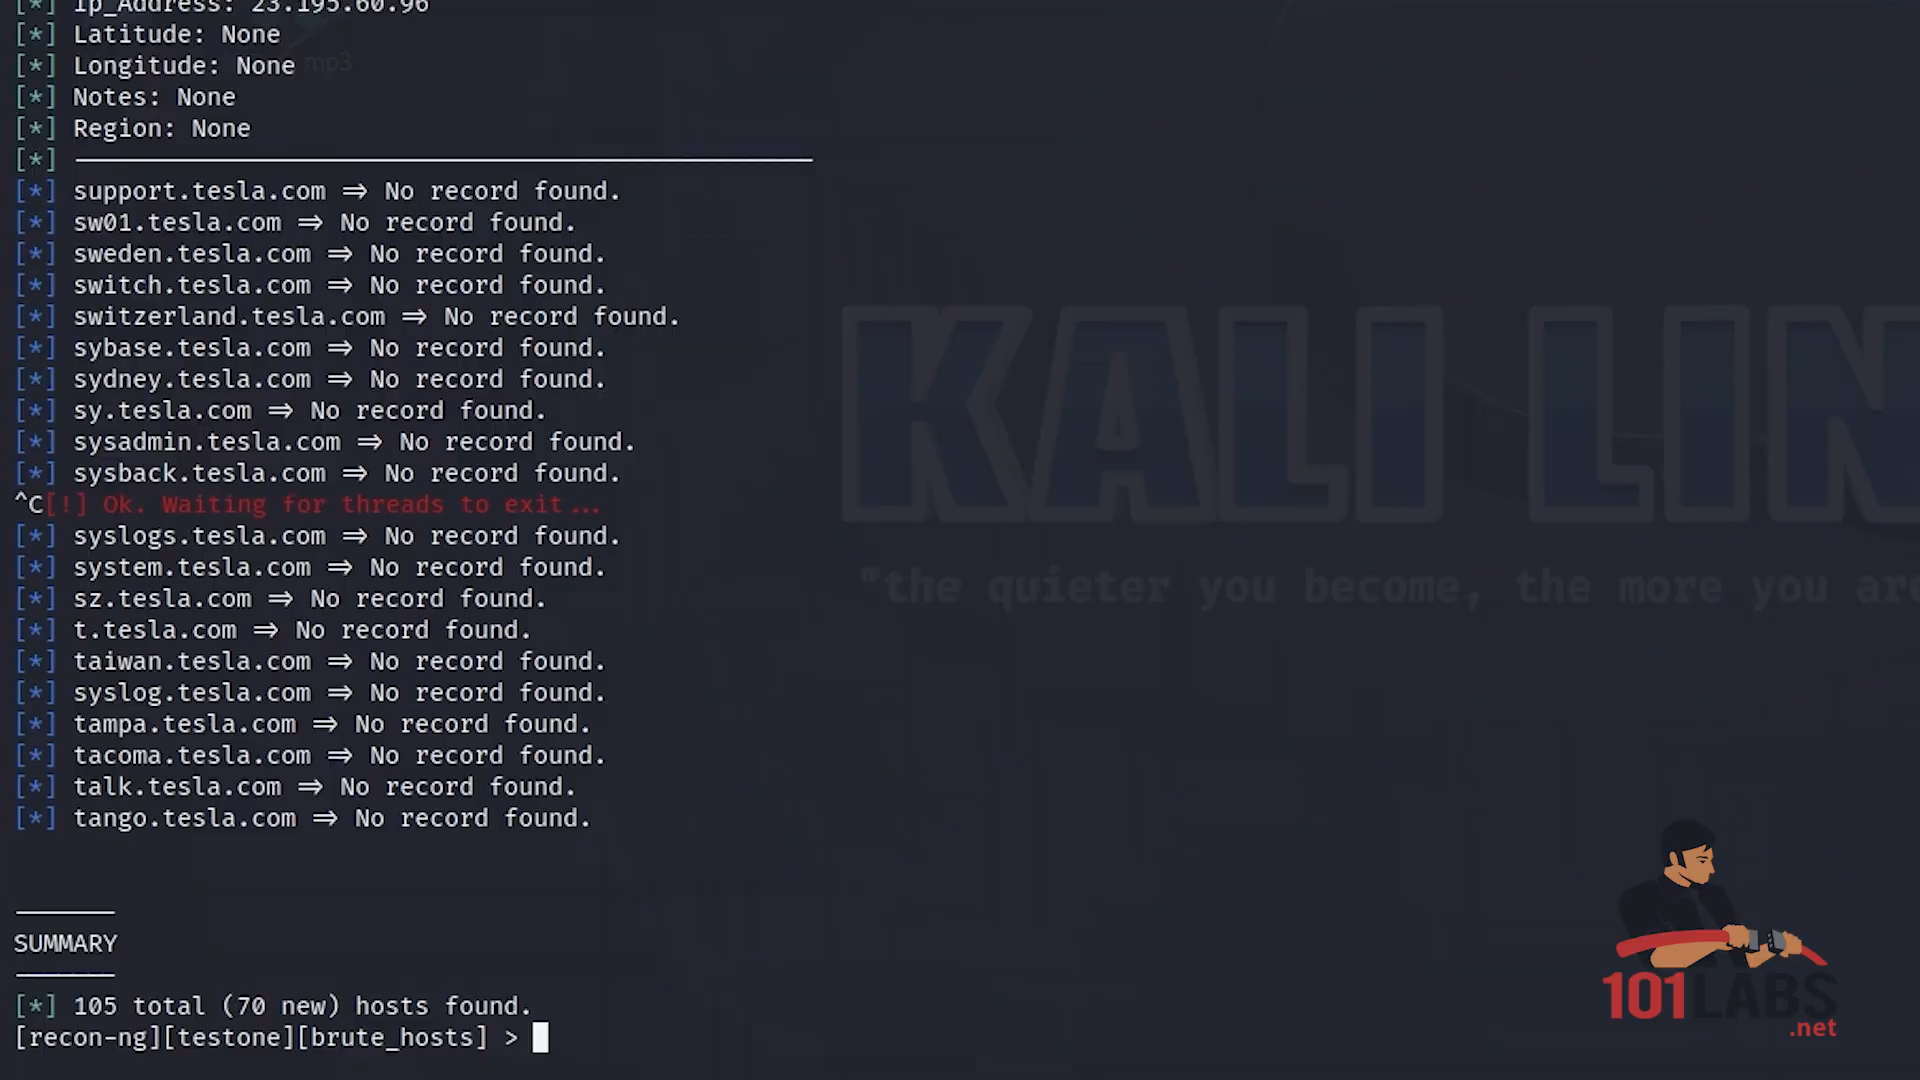 [*] Ip_Address: 23.195.60.96
[*] Latitude: None
[*] Longitude: None
mp3
[*] Notes: None
[*] Region: None
[*]
[*] support.tesla.com ⇒ No record found.
[*] sw01.tesla.com ⇒ No record found.
[*] sweden.tesla.com ⇒ No record found.
[*] switch.tesla.com ⇒ No record found.
[*] switzerland.tesla.com ⇒ No record found.
[*] sybase.tesla.com ⇒ No record found.
[*] sydney.tesla.com ⇒ No record found.
[*] sy.tesla.com ⇒ No record found.
[*] sysadmin.tesla.com ⇒ No record found.
[*] sysback.tesla.com ⇒ No record found.
^C[!] Ok. Waiting for threads to exit...
[*] syslogs.tesla.com ⇒ No record found.
[*] system.tesla.com ⇒ No record found.
[*] sz.tesla.com ⇒ No record found.
[*] t.tesla.com ⇒ No record found.
[*] taiwan.tesla.com ⇒ No record found.
[*] syslog.tesla.com ⇒ No record found.
[*] tampa.tesla.com ⇒ No record found.
[*] tacoma.tesla.com ⇒ No record found.
[*] talk.tesla.com ⇒ No record found.
[*] tango.tesla.com ⇒ No record found.
SUMMARY
[*] 105 total (70 new) hosts found.
[recon-ng][testone][brute_hosts] >
KALI LIN
"the quieter you become, the more you are
101LABS
.net